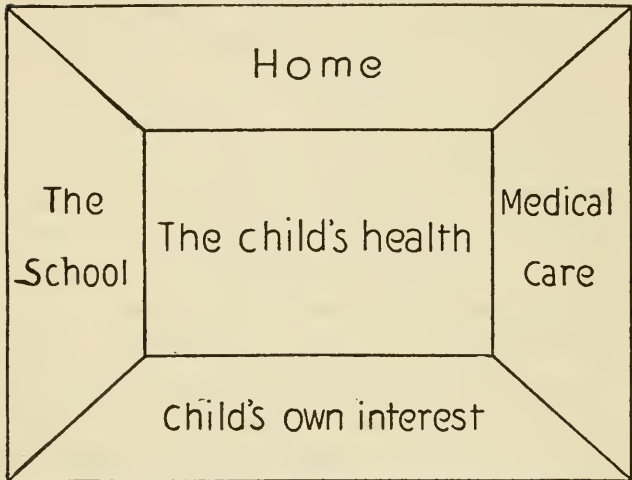 Home
The
School
The child's health
Medical
Care
Child's own interest